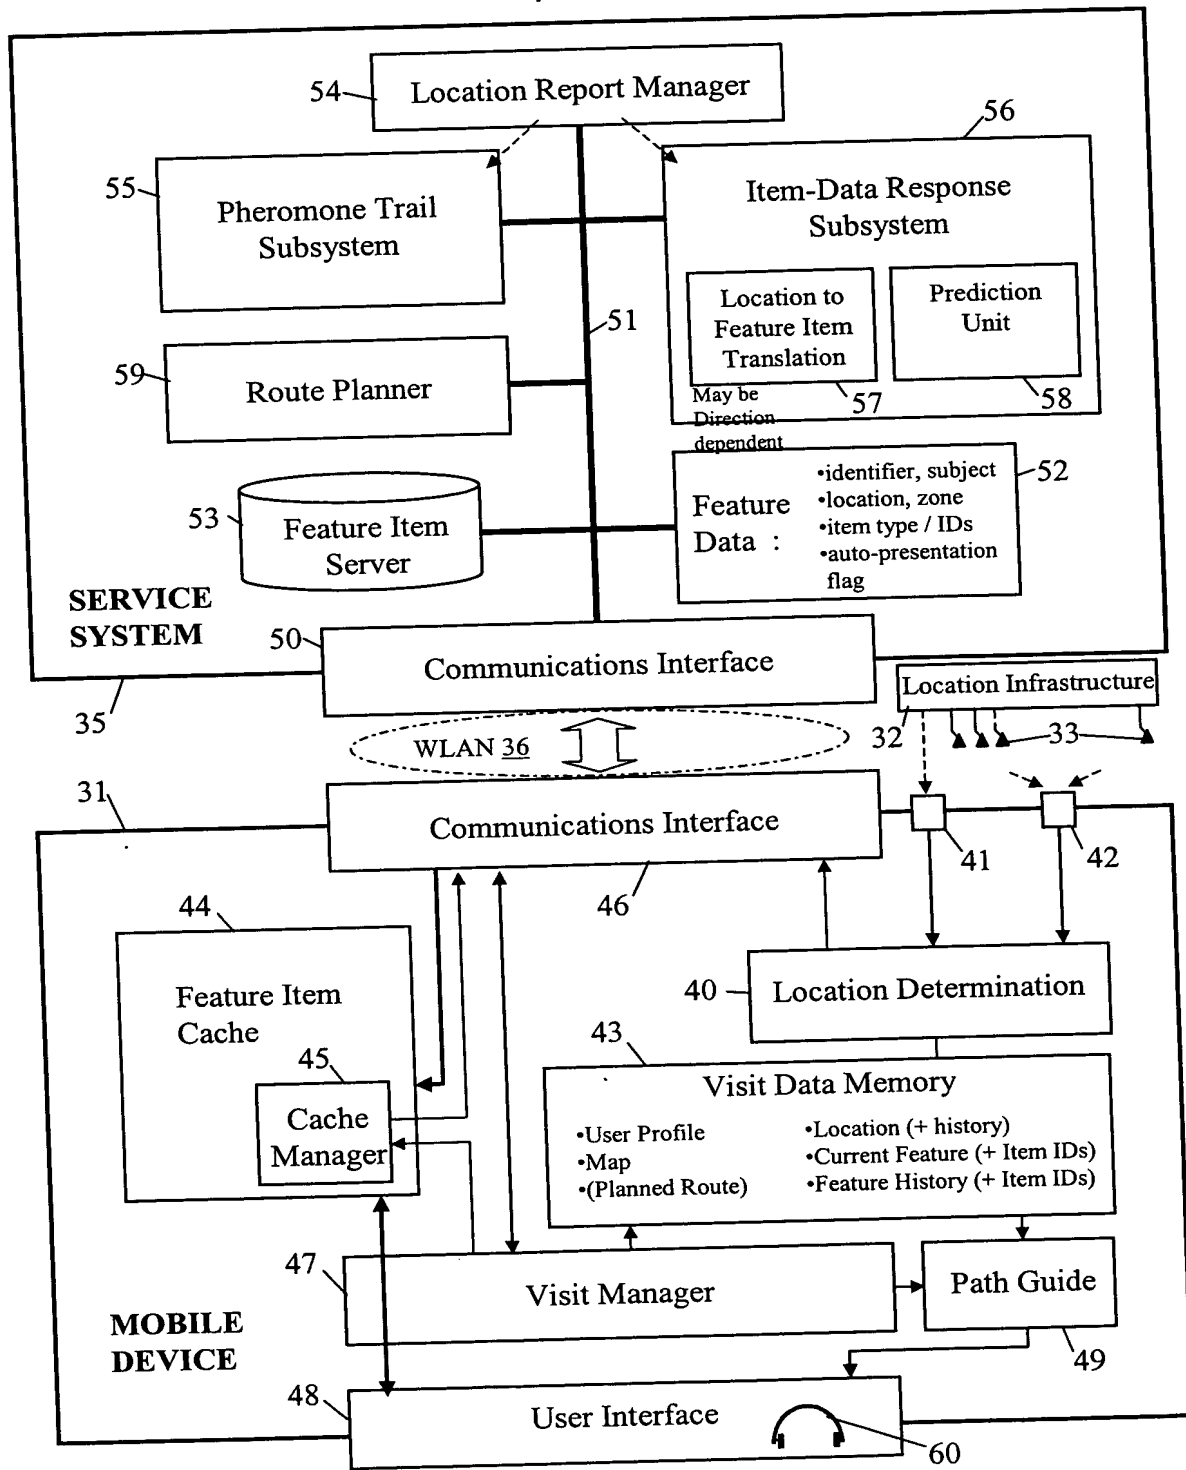 54
Location Report Manager
56
55
Pheromone Trail
Subsystem
Item-Data Response
Subsystem
Location to
Feature Item
Translation
Prediction
Unit
51
59
Route Planner
May be
Direction
dependent
57
58
53
Feature Item
Server
Feature
Data :
•identifier, subject
•location, zone
•item type / IDs
•auto-presentation
flag
52
SERVICE
SYSTEM
50
Communications Interface
35
Location Infrastructure
32
33
WLAN 36
31
Communications Interface
41
42
46
44
Feature Item
Cache
40
Location Determination
43
45
Cache
Manager
Visit Data Memory
•User Profile
•Map
•(Planned Route)
•Location (+ history)
•Current Feature (+ Item IDs)
•Feature History (+ Item IDs)
47
Visit Manager
Path Guide
49
MOBILE
DEVICE
48
User Interface
60